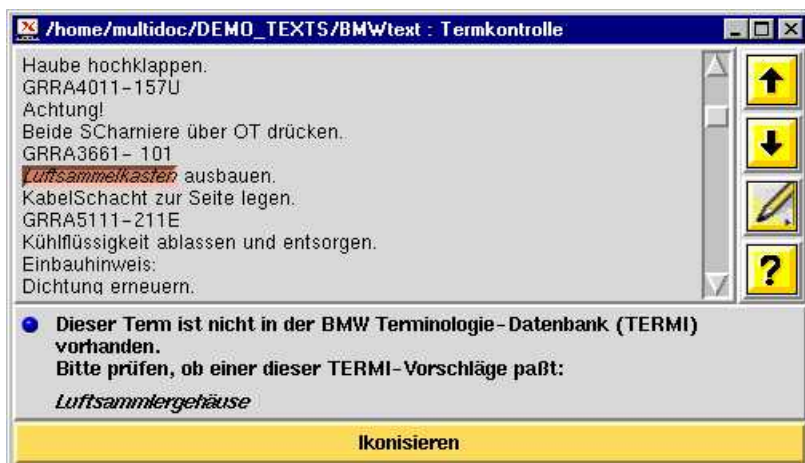 /home/multidoc/DEMO_TEXTS/BMWtext : Termkontrolle
Haube hochklappen.
GRRA4011-157U
Achtung!
Beide SCharniere über OT drücken.
GRRA3661- 101
Luftsammelkasten ausbauen.
KabelSchacht zur Seite legen.
GRRA5111-211E
Kühlflüssigkeit ablassen und entsorgen.
Einbauhinweis:
Dichtung erneuern.
?
Dieser Term ist nicht in der BMW Terminologie-Datenbank (TERMI)
vorhanden.
Bitte prüfen, ob einer dieser TERMI-Vorschläge paßt:
Luftsammlergehäuse
Ikonisieren